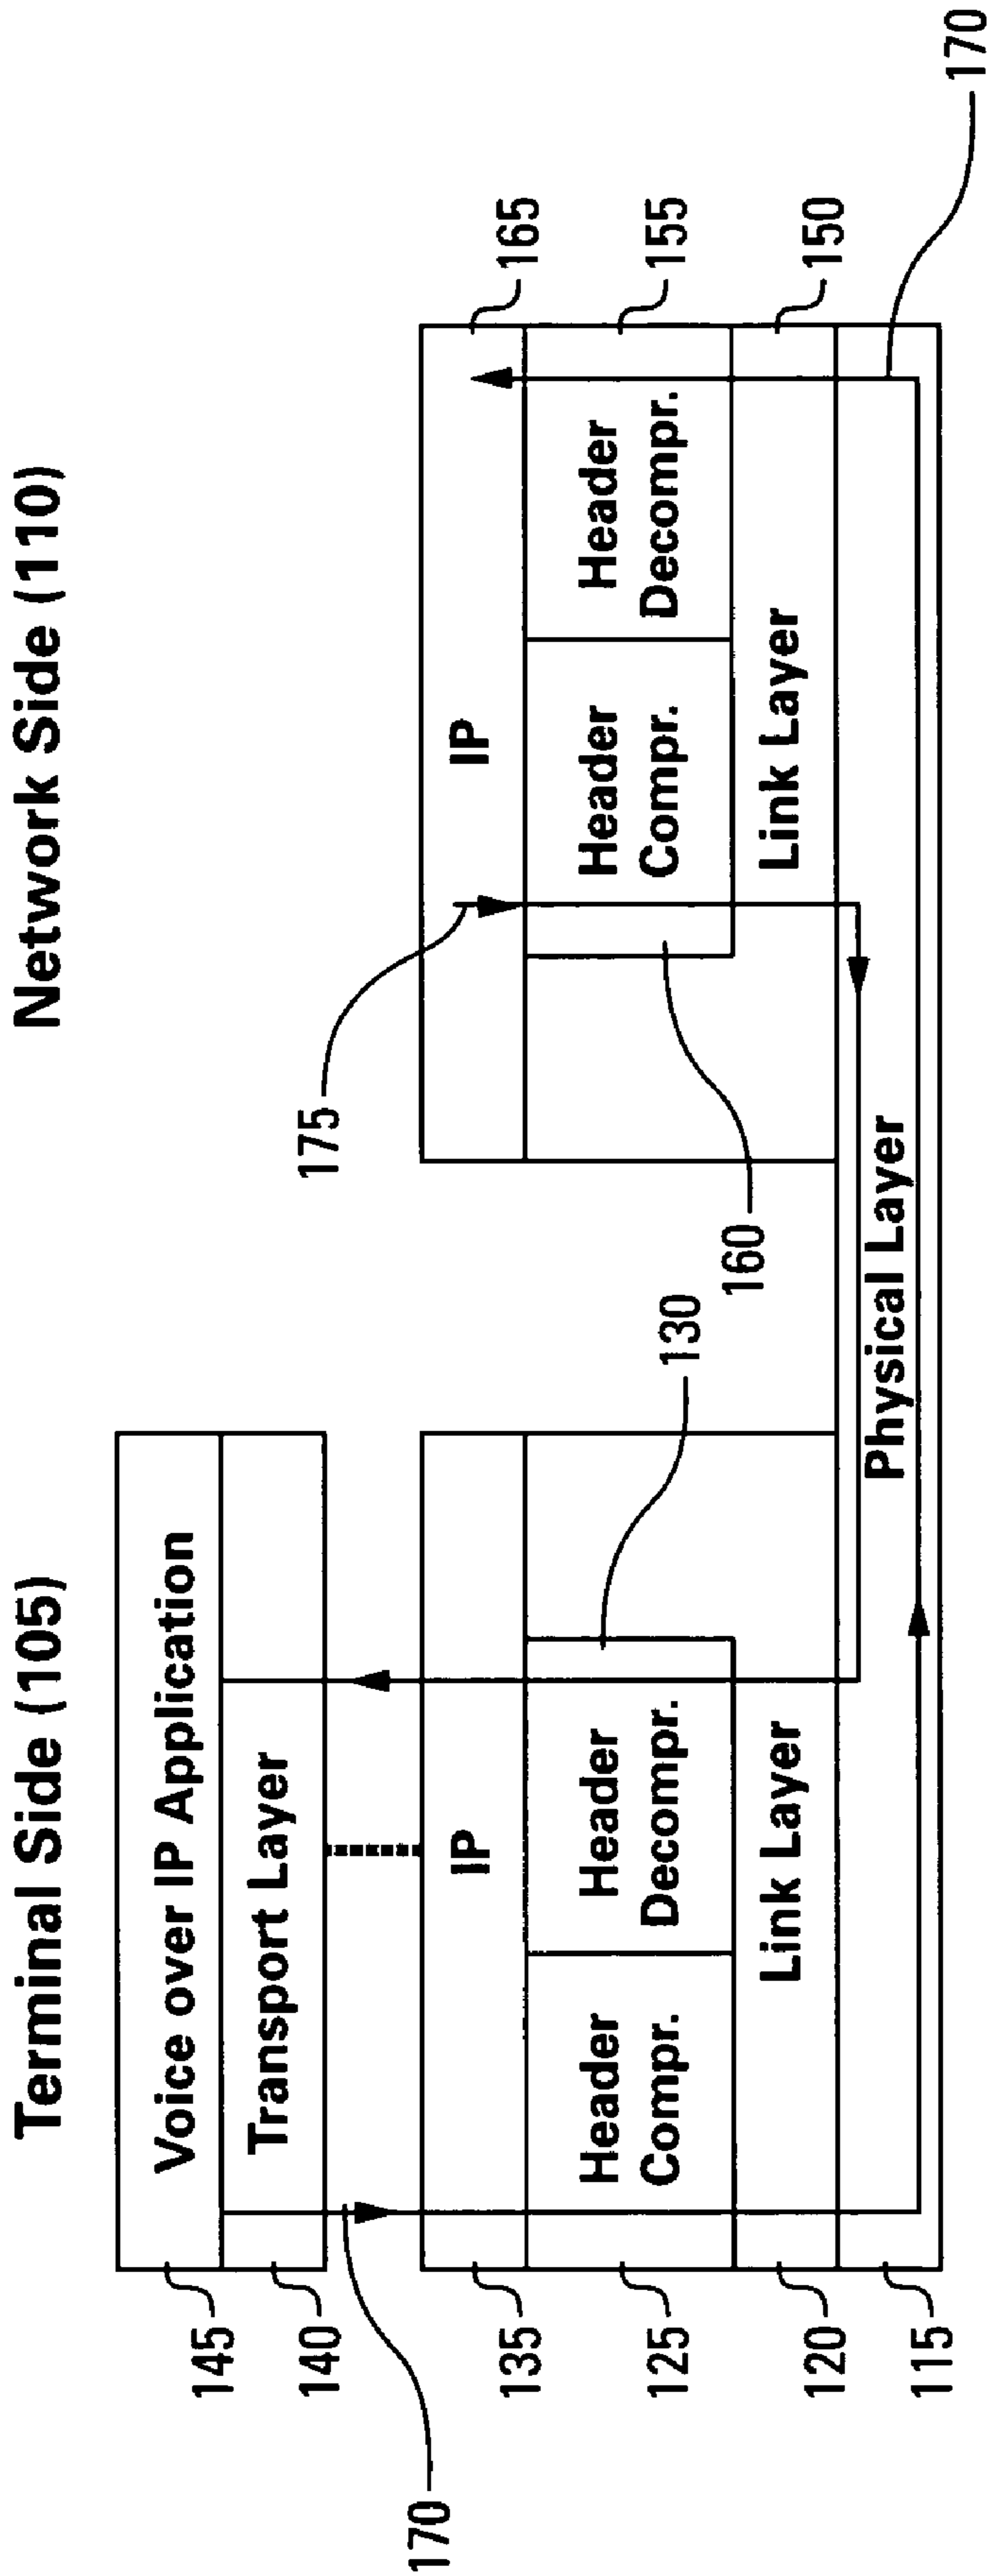 Terminal Side (105)
Network Side (110)
145
Voice over IP Application
140
Transport Layer
170
135
IP
125
Header
Compr.
Header
Decompr.
130
120
Link Layer
115
Physical Layer
175
IP
165
160
Header
Compr.
Header
Decompr.
155
Link Layer
150
170